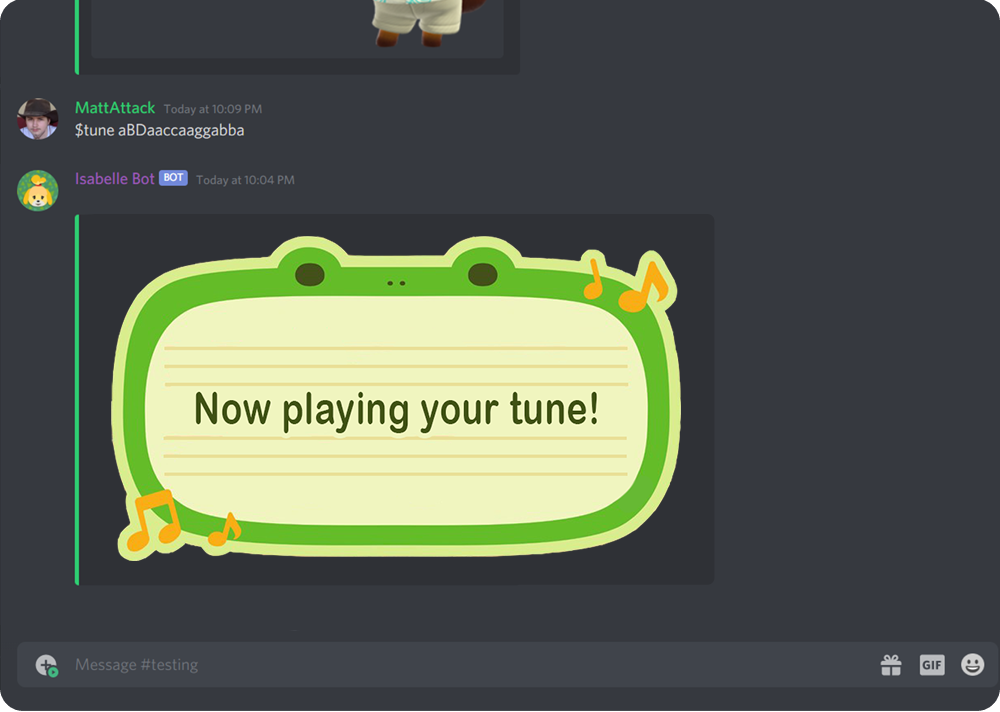 MattAttack Today at 10:09 PM
$tune aBDaaccaaggabba
Isabelle Bot BOT Today at 10:04 PM
Now playing your tune!
Message #testing
GIF